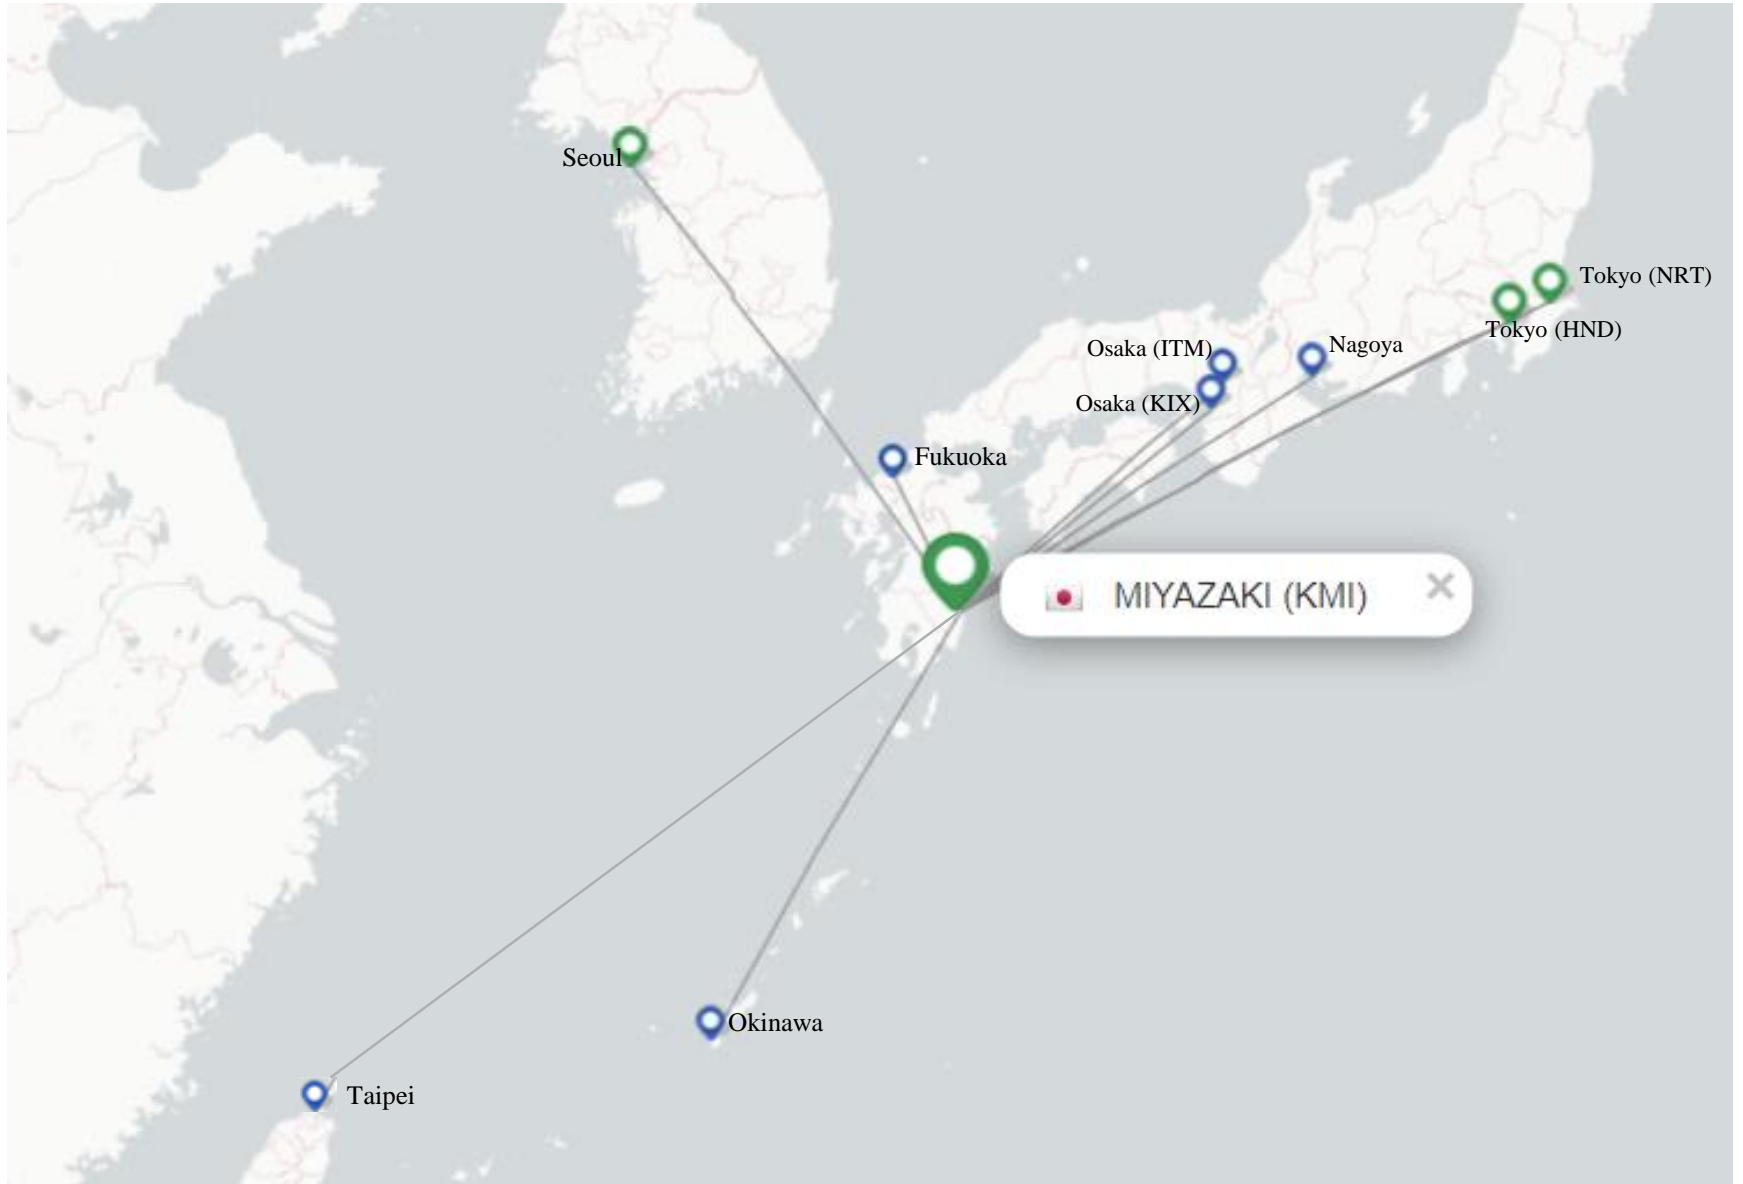 Seoul
Tokyo (NRT)
Tokyo (HND)
Osaka (ITM)
Nagoya
Osaka (KIX)
Fukuoka
MIYAZAKI (KMI)
Okinawa
Taipei